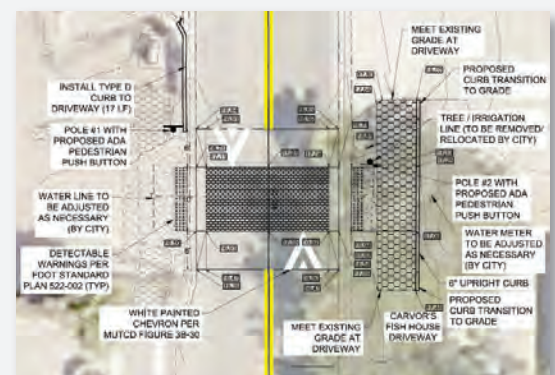 INSTALL TYPE D
CURB TO
DRIVEWAY (17 LF)
POLE #1 WITH
PROPOSED ADA
PEDESTRIAN
PUSH BUTTON
WATER LINE TO
BE ADJUSTED
AS NECESSARY
(BY CITY)
DETECTABLE
WARNINGS PER
FDOT STANDARD
PLAN 522-002 (TYP)
WHITE PAINTED
CHEVRON PER
MUTCD FIGURE 3B-30
MEET EXISTING
GRADE AT
DRIVEWAY
PROPOSED
CURB TRANSITION
TO GRADE
TREE / IRRIGATION
LINE (TO BE REMOVED/
RELOCATED BY CITY)
POLE #2 WITH
PROPOSED ADA
PEDESTRIAN
PUSH BUTTON
WATER METER
TO BE ADJUSTED
AS NECESSARY
(BY CITY)
6" UPRIGHT CURB
PROPOSED
CURB TRANSITION
TO GRADE
MEET EXISTING
GRADE AT
DRIVEWAY
CARVOR'S
FISH HOUSE
DRIVEWAY